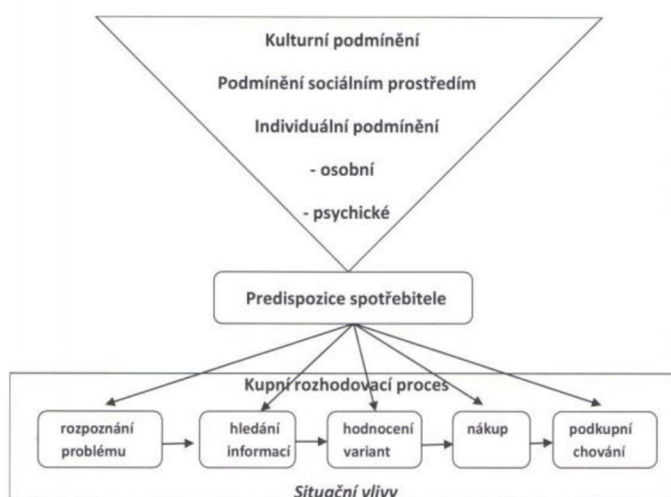 Kulturní podmínění
Podmínění sociálním prostředím
Individuální podmínění
- osobní
- psychické
Predispozice spotřebitele
Kupní rozhodovací proces
rozpoznání
problému
hledání
informací
hodnocení
variant
nákup
podkupní
chování
Situační vlivy